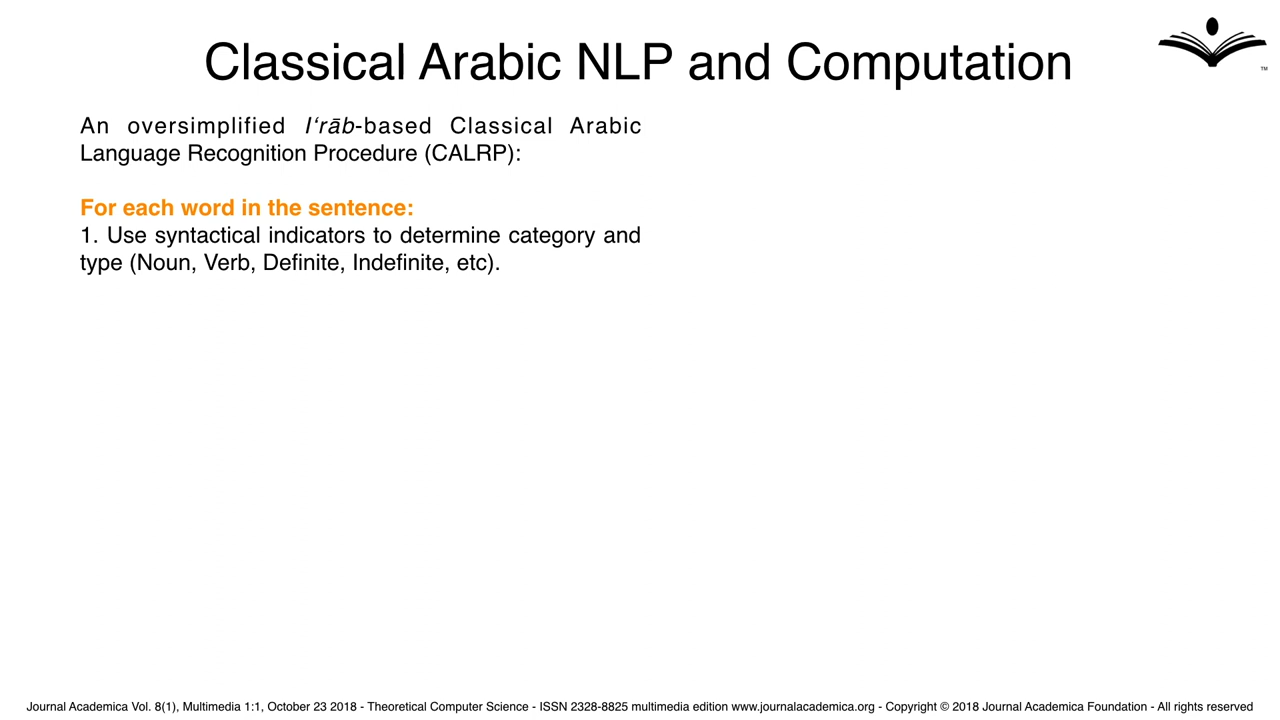 Classical Arabic NLP and Computation
TM
An oversimplified I‘rāb-based Classical Arabic
Language Recognition Procedure (CALRP):
For each word in the sentence:
1. Use syntactical indicators to determine category and
type (Noun, Verb, Definite, Indefinite, etc).
Journal Academica Vol. 8(1), Multimedia 1:1, October 23 2018 - Theoretical Computer Science - ISSN 2328-8825 multimedia edition www.journalacademica.org - Copyright © 2018 Journal Academica Foundation - All rights reserved